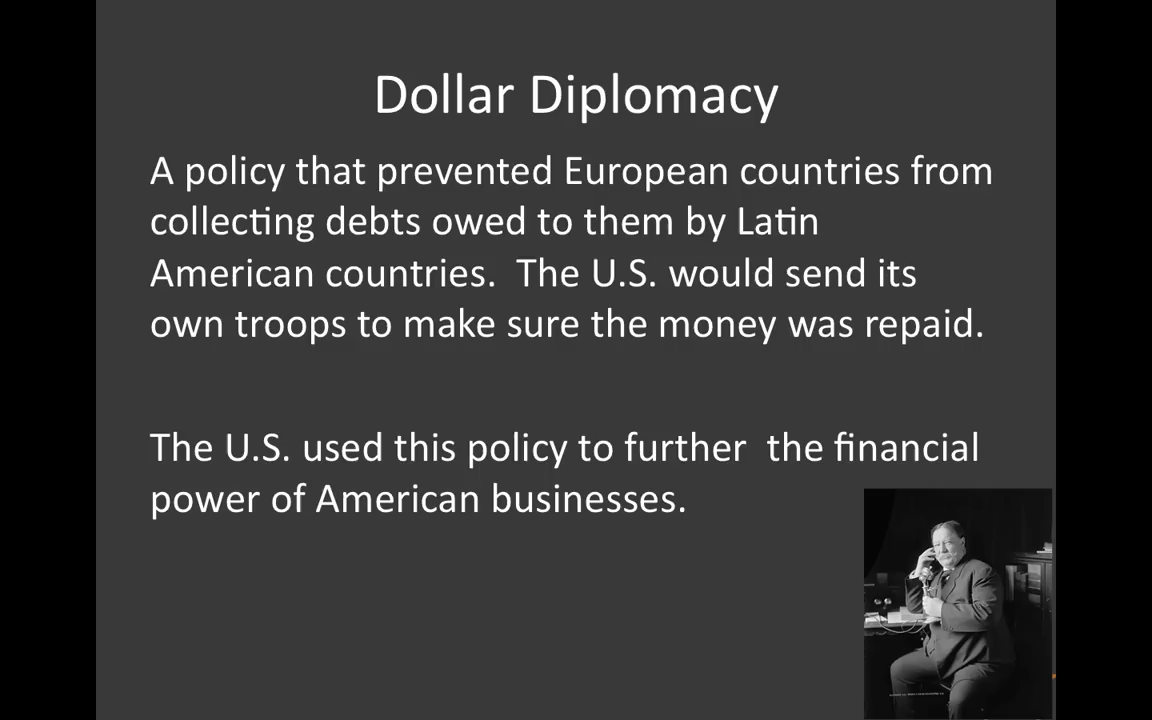 Dollar Diplomacy
A policy that prevented European countries from
collecting debts owed to them by Latin
American countries.  The U.S. would send its
own troops to make sure the money was repaid.
The U.S. used this policy to further  the financial
power of American businesses.